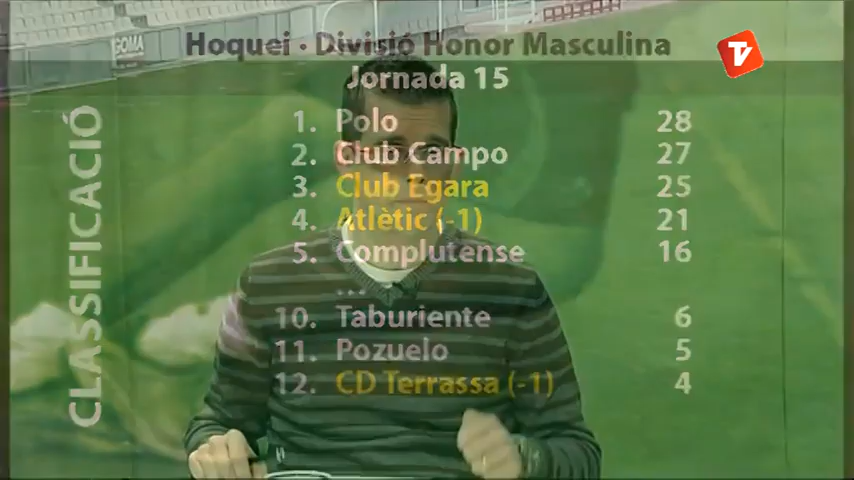 Hoquei · Divisió Honor Masculina
Jornada 15
CLASSIFICACIÓ
1. Polo 28
2. Club Campo 27
3. Club Egara 25
4. Atlètic (-1) 21
5. Complutense 16
...
10. Taburiente 6
11. Pozuelo 5
12. CD Terrassa (-1) 4
TV